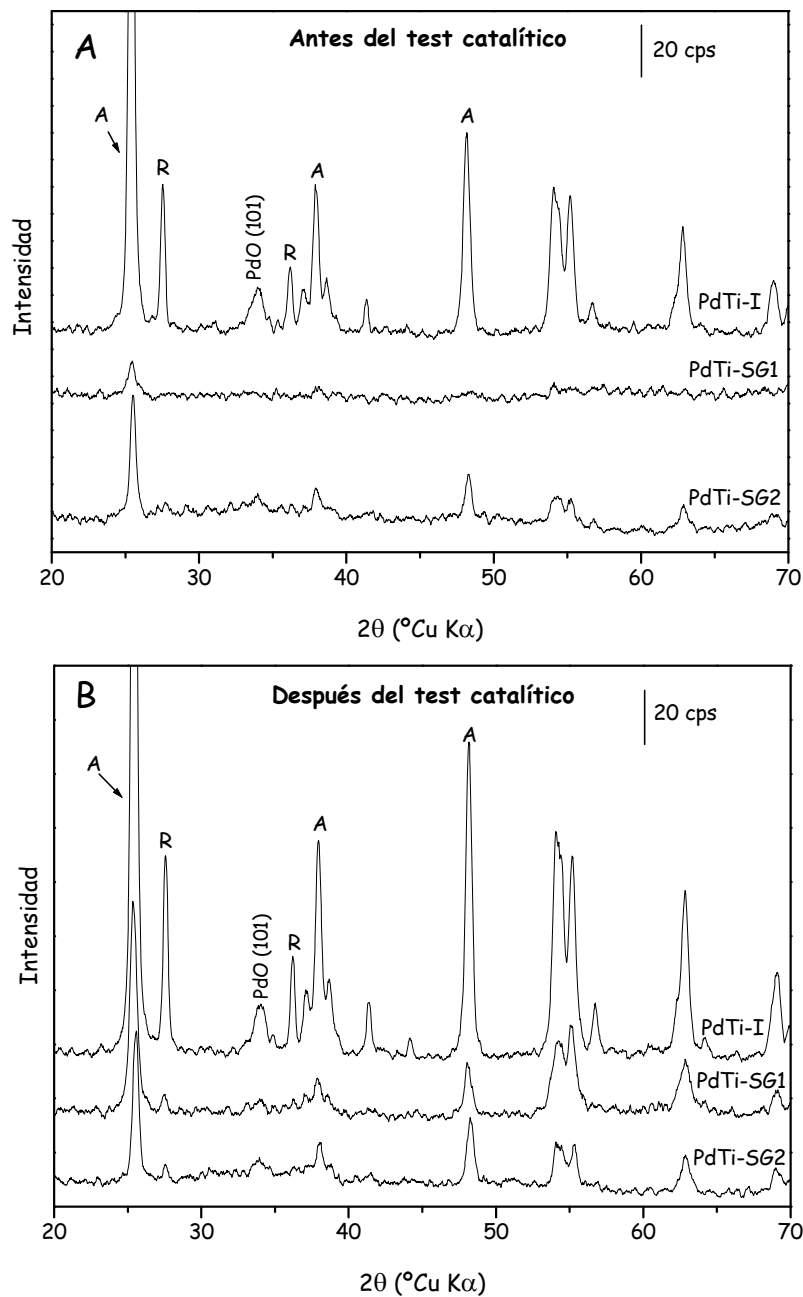 A
Antes del test catalítico
20 cps
A
A
R
A
PdO (101)
R
PdTi-I
PdTi-SG1
PdTi-SG2
Intensidad
20 30 40 50 60 70
2θ (°Cu Kα)
B
Después del test catalítico
20 cps
A
A
A
R
PdO (101)
R
PdTi-I
PdTi-SG1
PdTi-SG2
Intensidad
20 30 40 50 60 70
2θ (°Cu Kα)